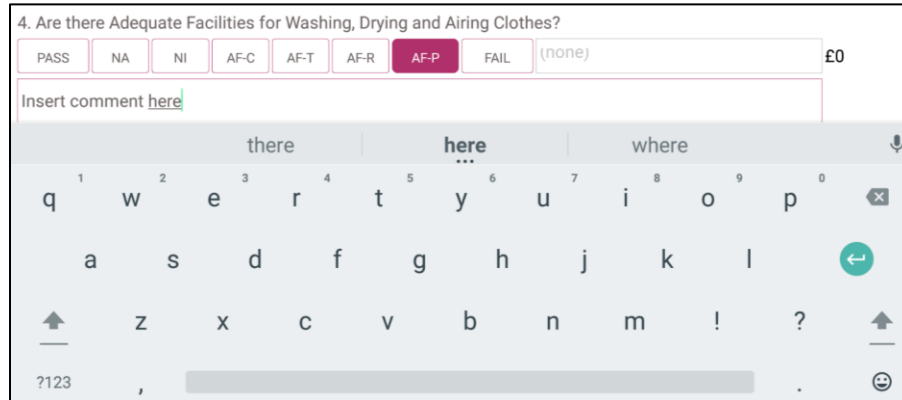 4. Are there Adequate Facilities for Washing, Drying and Airing Clothes?
PASS NA NI AF-C AF-T AF-R AF-P FAIL (none) £0
Insert comment here
there here where
1 2 3 4 5 6 7 8 9 0
q w e r t y u i o p
a s d f g h j k l
z x c v b n m ! ?
?123 , .